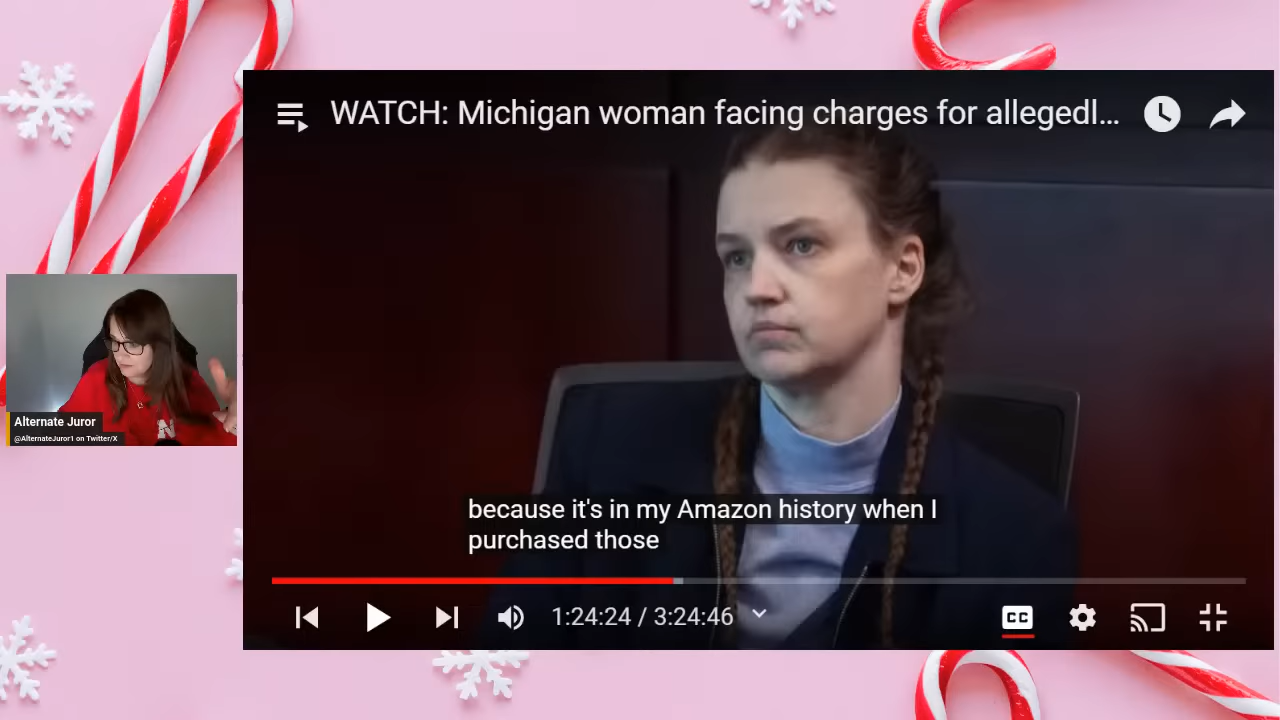 WATCH: Michigan woman facing charges for allegedl...
Alternate Juror
@AlternateJuror1 on Twitter/X
N
because it's in my Amazon history when I
purchased those
1:24:24 / 3:24:46
CC